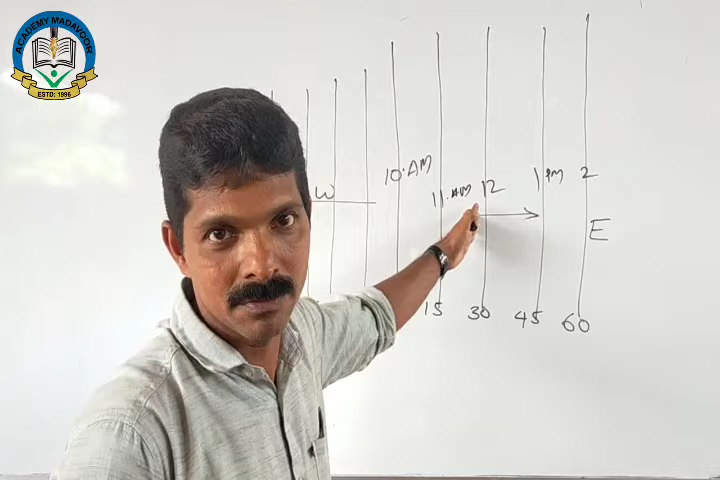 ACADEMY MADAVOOR
ESTD: 1996
10.AM
11.AM 12 1 PM 2
W
E
15 30 45 60